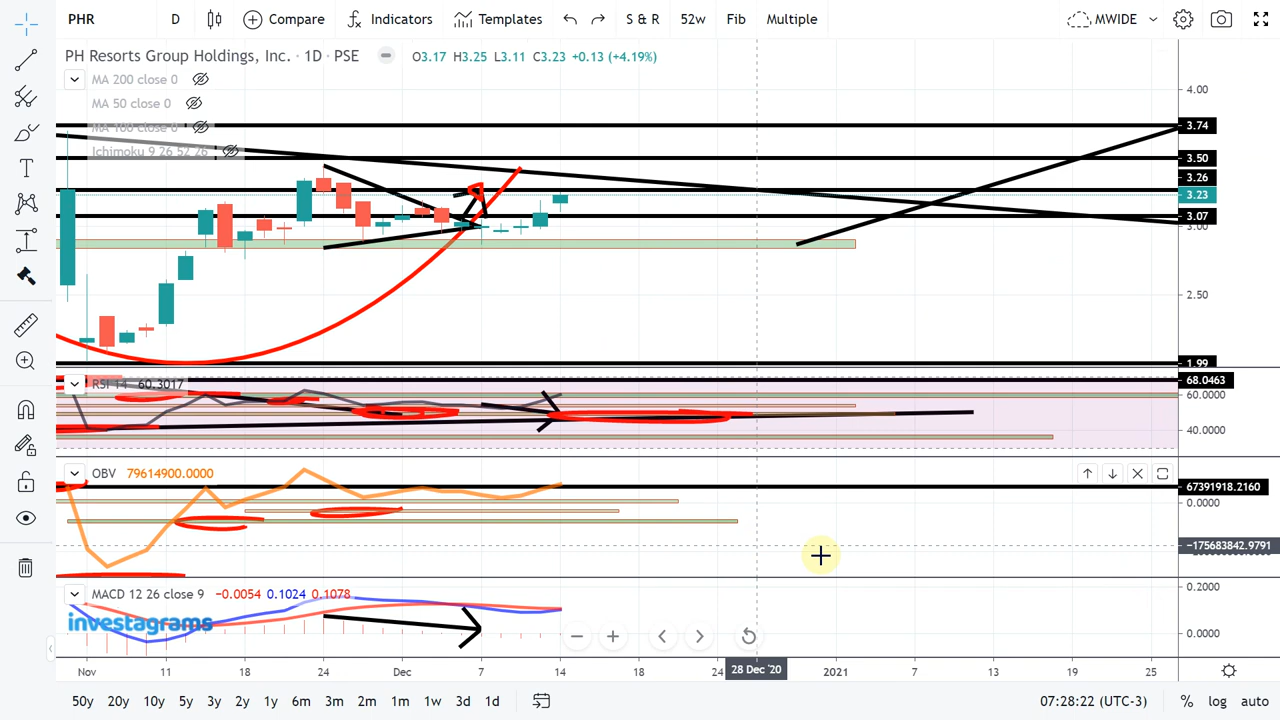 PHR D Compare Indicators Templates S & R 52w Fib Multiple MWIDE
PH Resorts Group Holdings, Inc. · 1D · PSE O3.17 H3.25 L3.11 C3.23 +0.13 (+4.19%)
MA 200 close 0
MA 50 close 0
MA 100 close 0
Ichimoku 9 26 52 26
4.00
3.74
3.50
3.26
3.23
3.07
3.00
2.50
1.99
RSI 14 60.3017
68.0463
60.0000
40.0000
OBV 79614900.0000
67391918.2160
0.0000
−175683842.9791
MACD 12 26 close 9 −0.0054 0.1024 0.1078
0.2000
investagrams
0.0000
Nov 11 18 24 Dec 7 14 18 24 28 Dec '20 2021 7 13 19 25
50y 20y 10y 5y 3y 2y 1y 6m 3m 2m 1m 1w 3d 1d 07:28:22 (UTC-3) % log auto